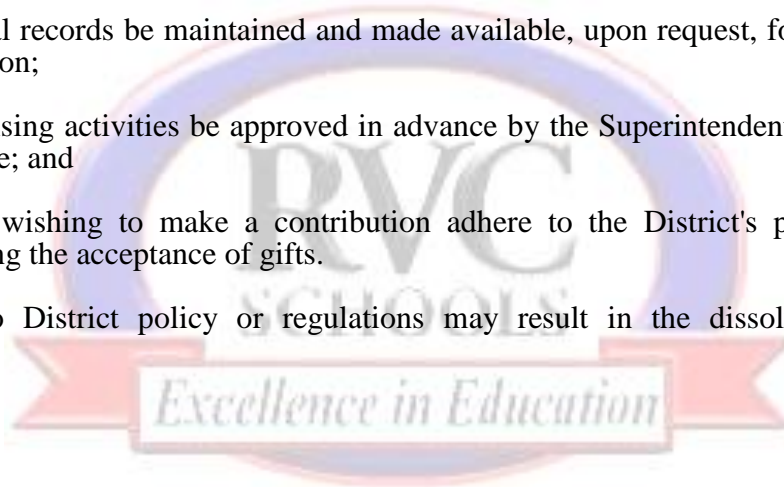 al records be maintained and made available, upon request, fo
on;
sing activities be approved in advance by the Superintendent
e; and
wishing to make a contribution adhere to the District's p
ng the acceptance of gifts.
o District policy or regulations may result in the dissol
RVC
SCHOOLS
Excellence in Education